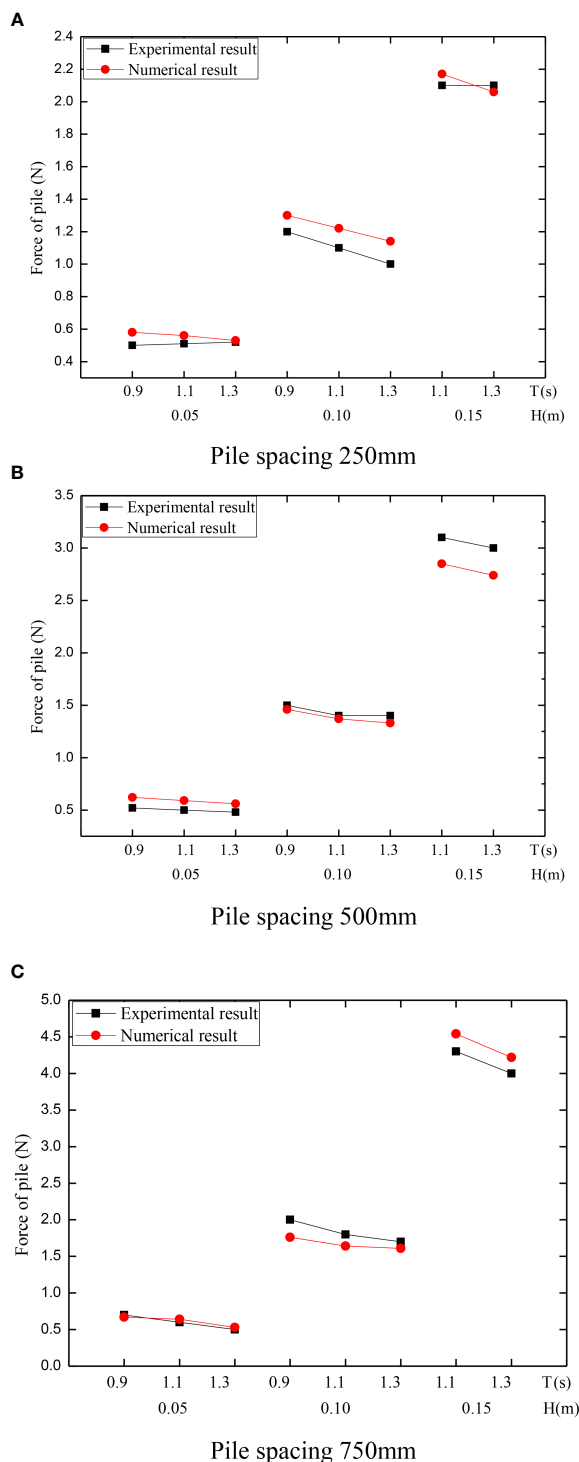 A
2.4
2.2
2.0
1.8
1.6
1.4
1.2
1.0
0.8
0.6
0.4
Force of pile (N)
Experimental result
Numerical result
0.9 1.1 1.3 0.9 1.1 1.3 1.1 1.3 T(s)
0.05 0.10 0.15 H(m)
Pile spacing 250mm
B
3.5
3.0
2.5
2.0
1.5
1.0
0.5
Force of pile (N)
Experimental result
Numerical result
0.9 1.1 1.3 0.9 1.1 1.3 1.1 1.3 T(s)
0.05 0.10 0.15 H(m)
Pile spacing 500mm
C
5.0
4.5
4.0
3.5
3.0
2.5
2.0
1.5
1.0
0.5
0.0
Force of pile (N)
Experimental result
Numerical result
0.9 1.1 1.3 0.9 1.1 1.3 1.1 1.3 T(s)
0.05 0.10 0.15 H(m)
Pile spacing 750mm